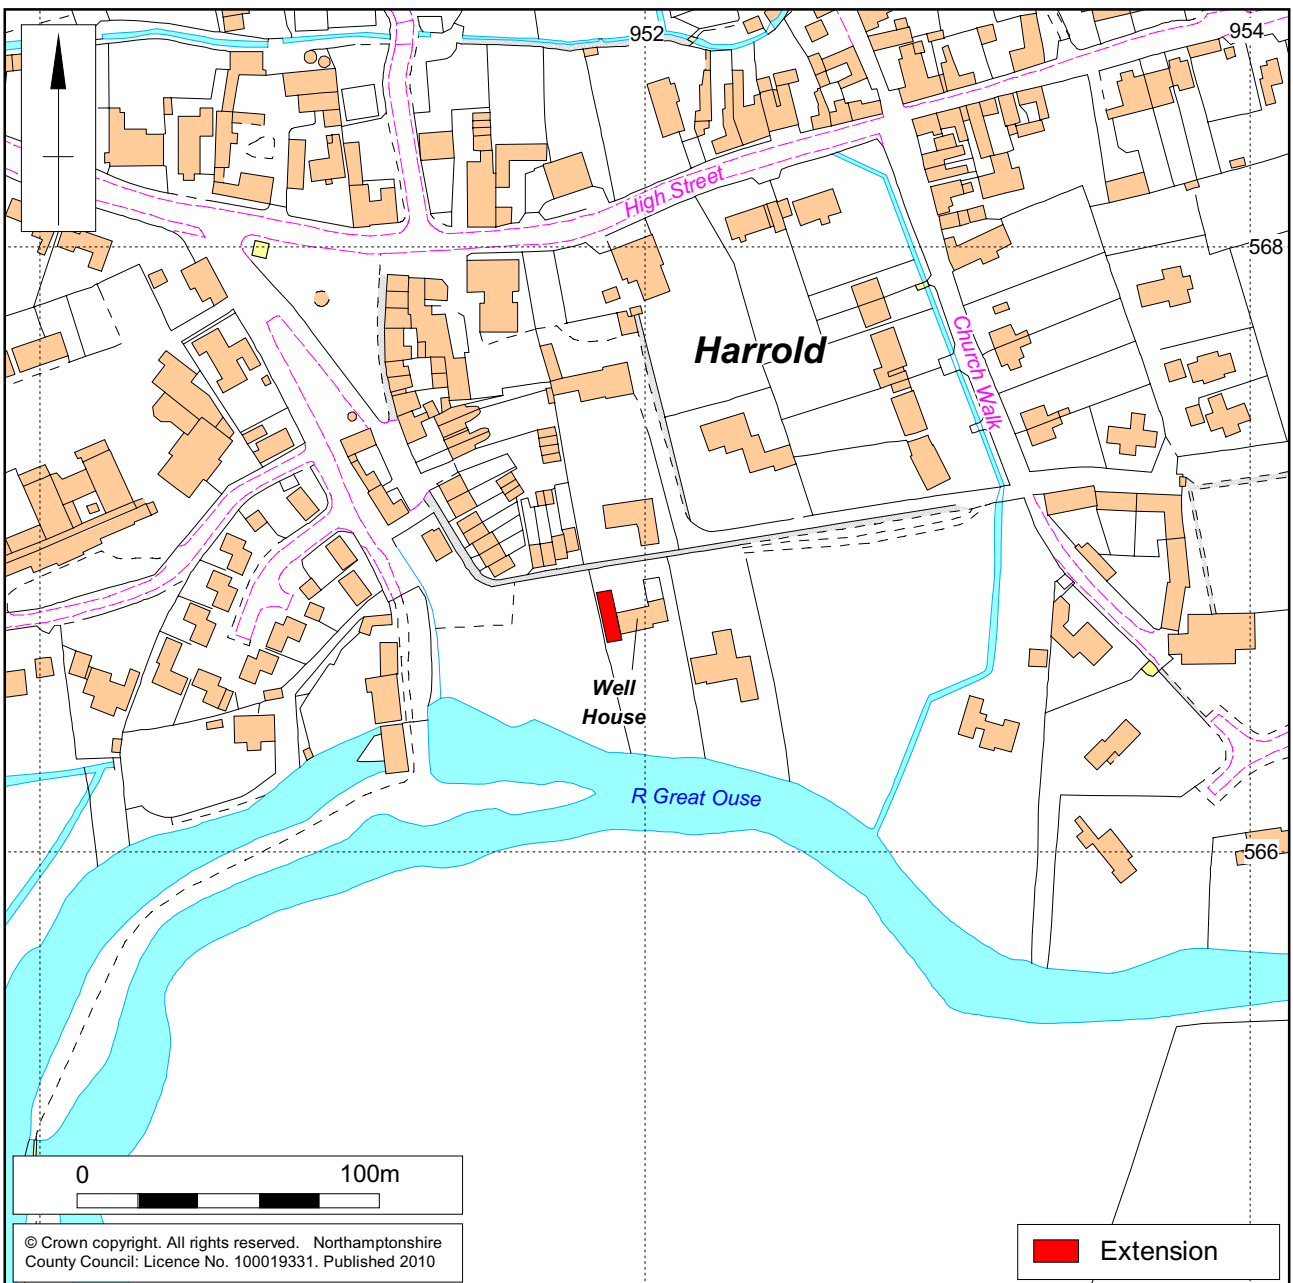 952
954
High Street
568
Harrold
Church Walk
Well
House
R Great Ouse
566
0 100m
© Crown copyright. All rights reserved. Northamptonshire
County Council: Licence No. 100019331. Published 2010
Extension